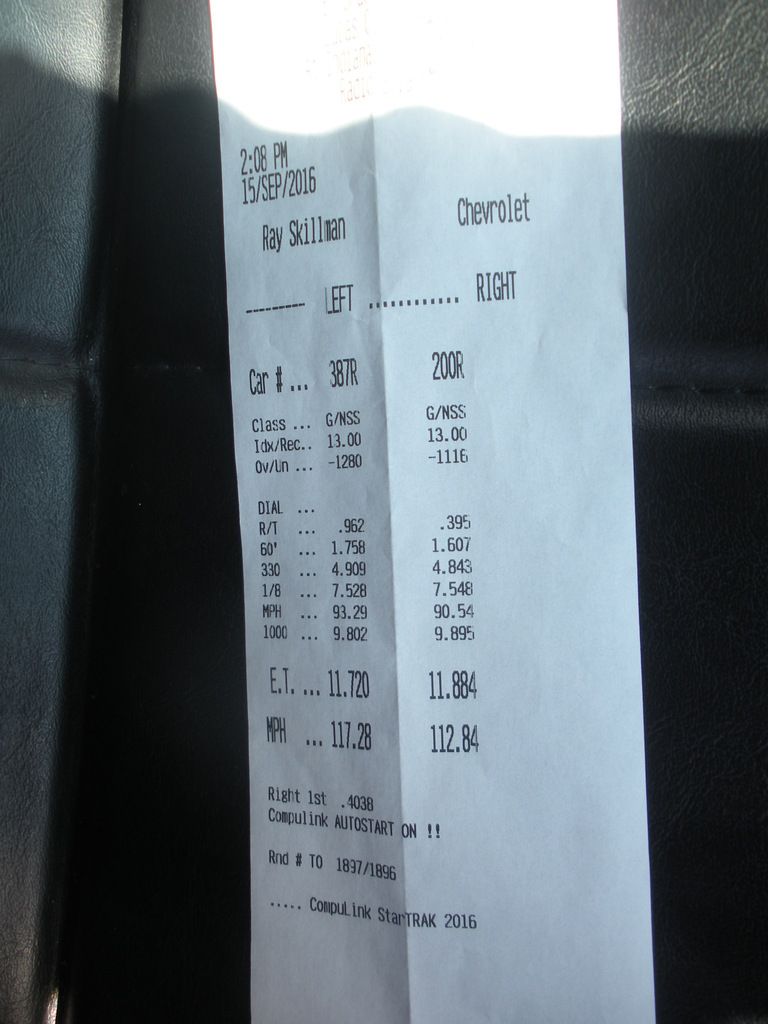 2:08 PM
15/SEP/2016
Ray Skillman Chevrolet
--------- LEFT ............ RIGHT
Car # ... 387R 200R
Class ... G/NSS G/NSS
Idx/Rec.. 13.00 13.00
Ov/Un ... -1280 -1116
DIAL ...
R/T ... .962 .395
60' ... 1.758 1.607
330 ... 4.909 4.843
1/8 ... 7.528 7.548
MPH ... 93.29 90.54
1000 ... 9.802 9.895
E.T. ... 11.720 11.884
MPH ... 117.28 112.84
Right 1st .4038
Compulink AUTOSTART ON !!
Rnd # TO 1897/1896
..... CompuLink StarTRAK 2016